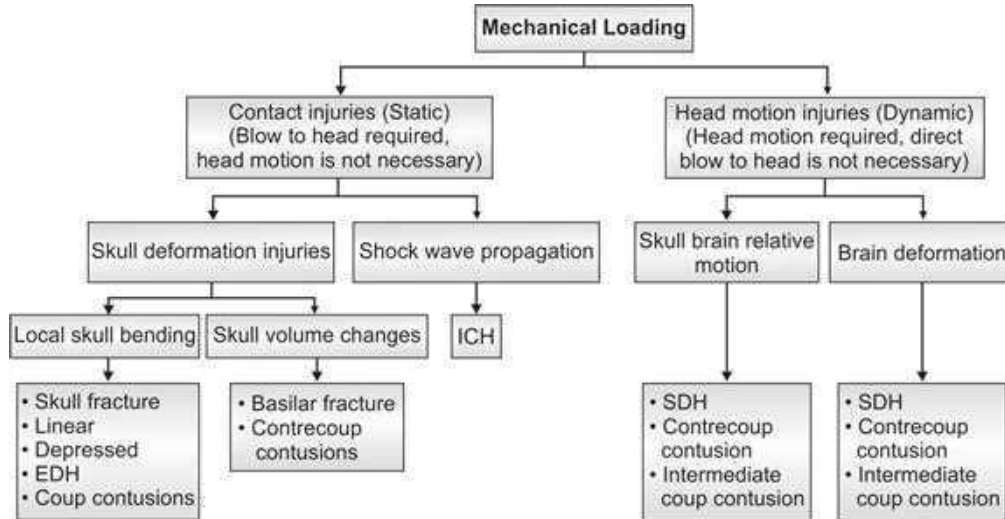 Mechanical Loading
Contact injuries (Static)
(Blow to head required,
head motion is not necessary)
Head motion injuries (Dynamic)
(Head motion required, direct
blow to head is not necessary)
Skull deformation injuries
Shock wave propagation
Skull brain relative
motion
Brain deformation
Local skull bending
Skull volume changes
ICH
• Skull fracture
• Linear
• Depressed
• EDH
• Coup contusions
• Basilar fracture
• Contrecoup
contusions
• SDH
• Contrecoup
contusion
• Intermediate
coup contusion
• SDH
• Contrecoup
contusion
• Intermediate
coup contusion